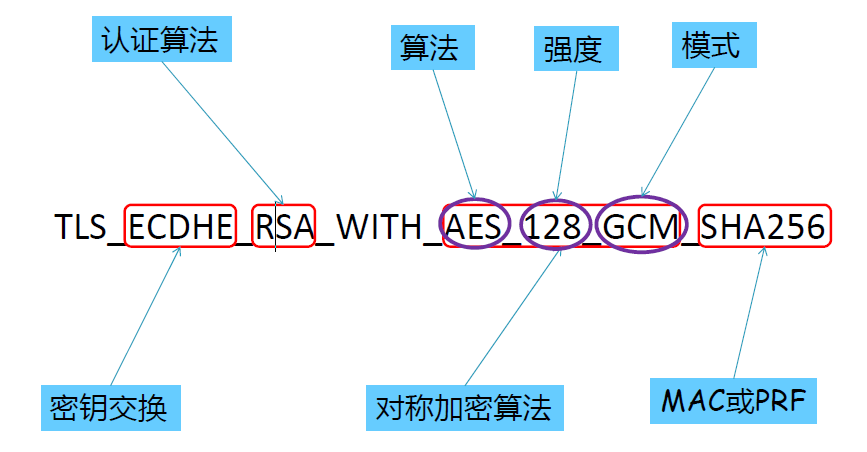 认证算法
算法
强度
模式
TLS_ECDHE_RSA_WITH_AES_128_GCM_SHA256
密钥交换
对称加密算法
MAC或PRF